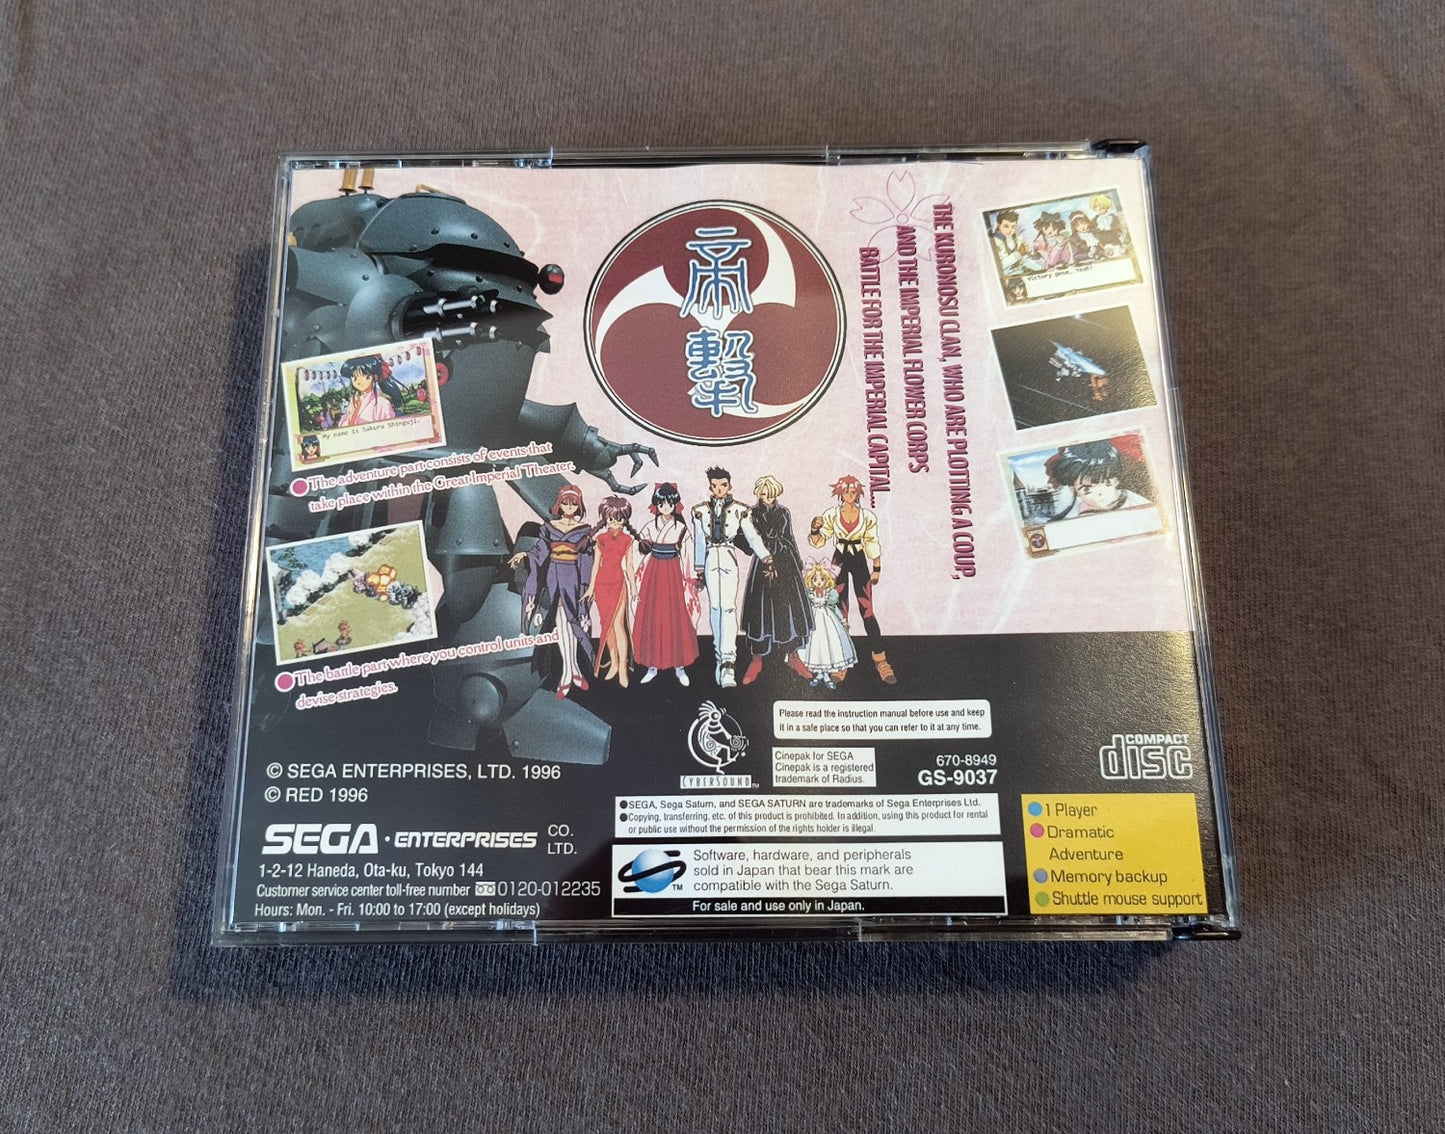 帝撃
THE KURONOSU CLAN, WHO ARE PLOTTING A COUP,
AND THE IMPERIAL FLOWER CORPS
BATTLE FOR THE IMPERIAL CAPITAL...
Victory pose… Yeah!
My name is Sakura Shinguji.
The adventure part consists of events that
take place within the Great Imperial Theater.
The battle part where you control units and
devise strategies.
© SEGA ENTERPRISES, LTD. 1996
© RED 1996
SEGA · ENTERPRISES CO. LTD.
1-2-12 Haneda, Ota-ku, Tokyo 144
Customer service center toll-free number 0120-012235
Hours: Mon. - Fri. 10:00 to 17:00 (except holidays)
CYBERSOUND™
Please read the instruction manual before use and keep
it in a safe place so that you can refer to it at any time.
Cinepak for SEGA
Cinepak is a registered
trademark of Radius.
670-8949
GS-9037
COMPACT
disc
●SEGA, Sega Saturn, and SEGA SATURN are trademarks of Sega Enterprises Ltd.
●Copying, transferring, etc. of this product is prohibited. In addition, using this product for rental
or public use without the permission of the rights holder is illegal.
™
Software, hardware, and peripherals
sold in Japan that bear this mark are
compatible with the Sega Saturn.
For sale and use only in Japan.
1 Player
Dramatic
Adventure
Memory backup
Shuttle mouse support